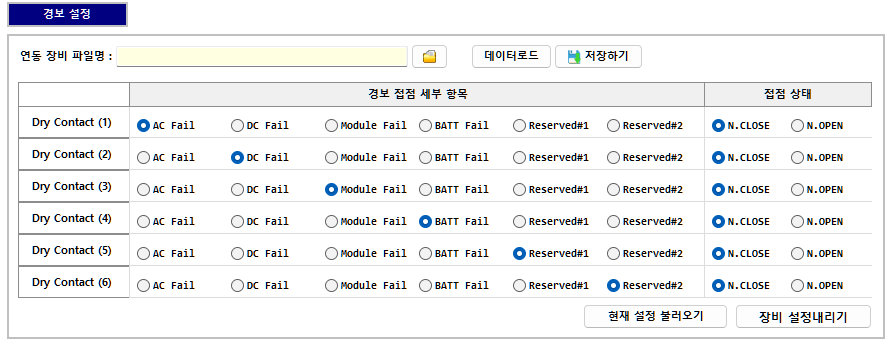 경보 설정
연동 장비 파일명 : 데이터로드 저장하기
경보 접점 세부 항목 접점 상태
Dry Contact (1) AC Fail DC Fail Module Fail BATT Fail Reserved#1 Reserved#2 N.CLOSE N.OPEN
Dry Contact (2) AC Fail DC Fail Module Fail BATT Fail Reserved#1 Reserved#2 N.CLOSE N.OPEN
Dry Contact (3) AC Fail DC Fail Module Fail BATT Fail Reserved#1 Reserved#2 N.CLOSE N.OPEN
Dry Contact (4) AC Fail DC Fail Module Fail BATT Fail Reserved#1 Reserved#2 N.CLOSE N.OPEN
Dry Contact (5) AC Fail DC Fail Module Fail BATT Fail Reserved#1 Reserved#2 N.CLOSE N.OPEN
Dry Contact (6) AC Fail DC Fail Module Fail BATT Fail Reserved#1 Reserved#2 N.CLOSE N.OPEN
현재 설정 불러오기 장비 설정내리기